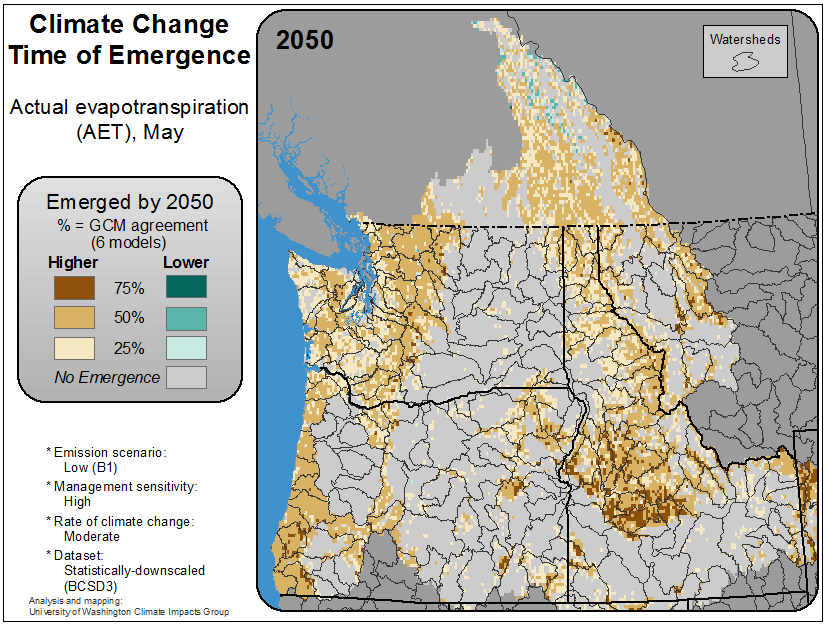 Climate Change
Time of Emergence
Actual evapotranspiration
(AET), May
Emerged by 2050
% = GCM agreement
(6 models)
Higher Lower
75%
50%
25%
No Emergence
* Emission scenario:
Low (B1)
* Management sensitivity:
High
* Rate of climate change:
Moderate
* Dataset:
Statistically-downscaled
(BCSD3)
Analysis and mapping:
University of Washington Climate Impacts Group
2050
Watersheds